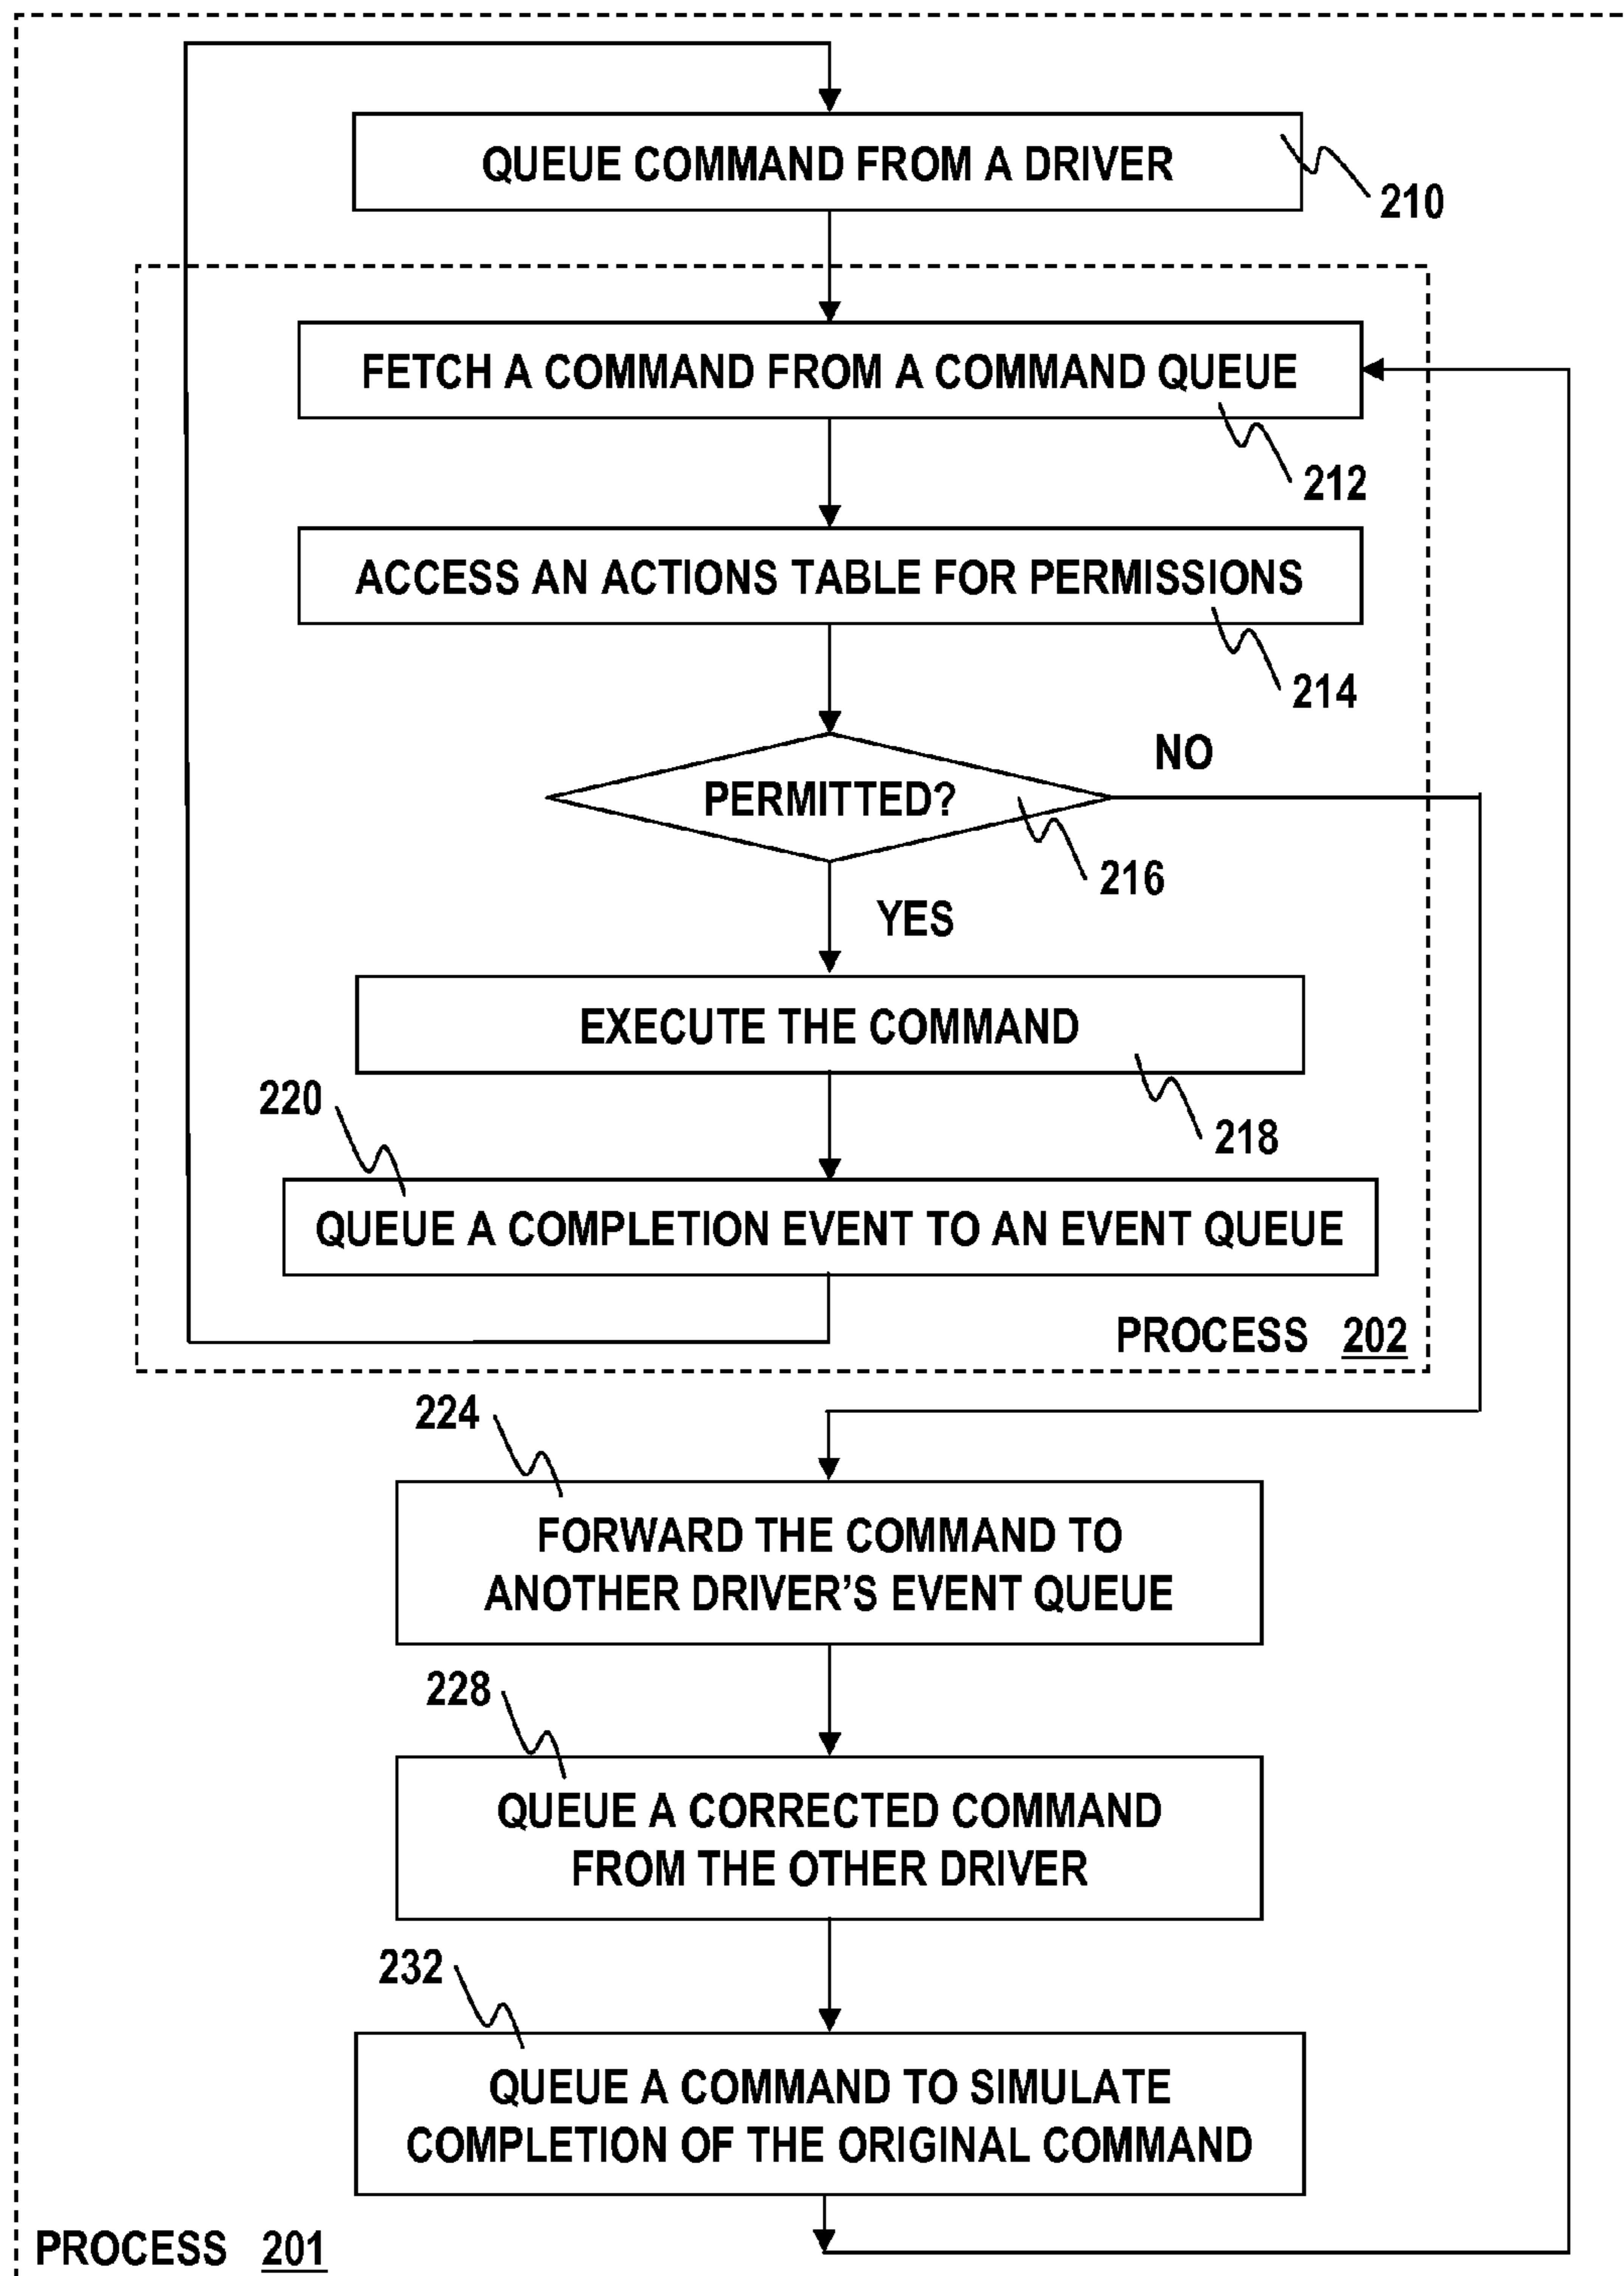 QUEUE COMMAND FROM A DRIVER
210
FETCH A COMMAND FROM A COMMAND QUEUE
212
ACCESS AN ACTIONS TABLE FOR PERMISSIONS
214
NO
PERMITTED?
216
YES
EXECUTE THE COMMAND
218
220
QUEUE A COMPLETION EVENT TO AN EVENT QUEUE
PROCESS 202
224
FORWARD THE COMMAND TO
ANOTHER DRIVER'S EVENT QUEUE
228
QUEUE A CORRECTED COMMAND
FROM THE OTHER DRIVER
232
QUEUE A COMMAND TO SIMULATE
COMPLETION OF THE ORIGINAL COMMAND
PROCESS 201